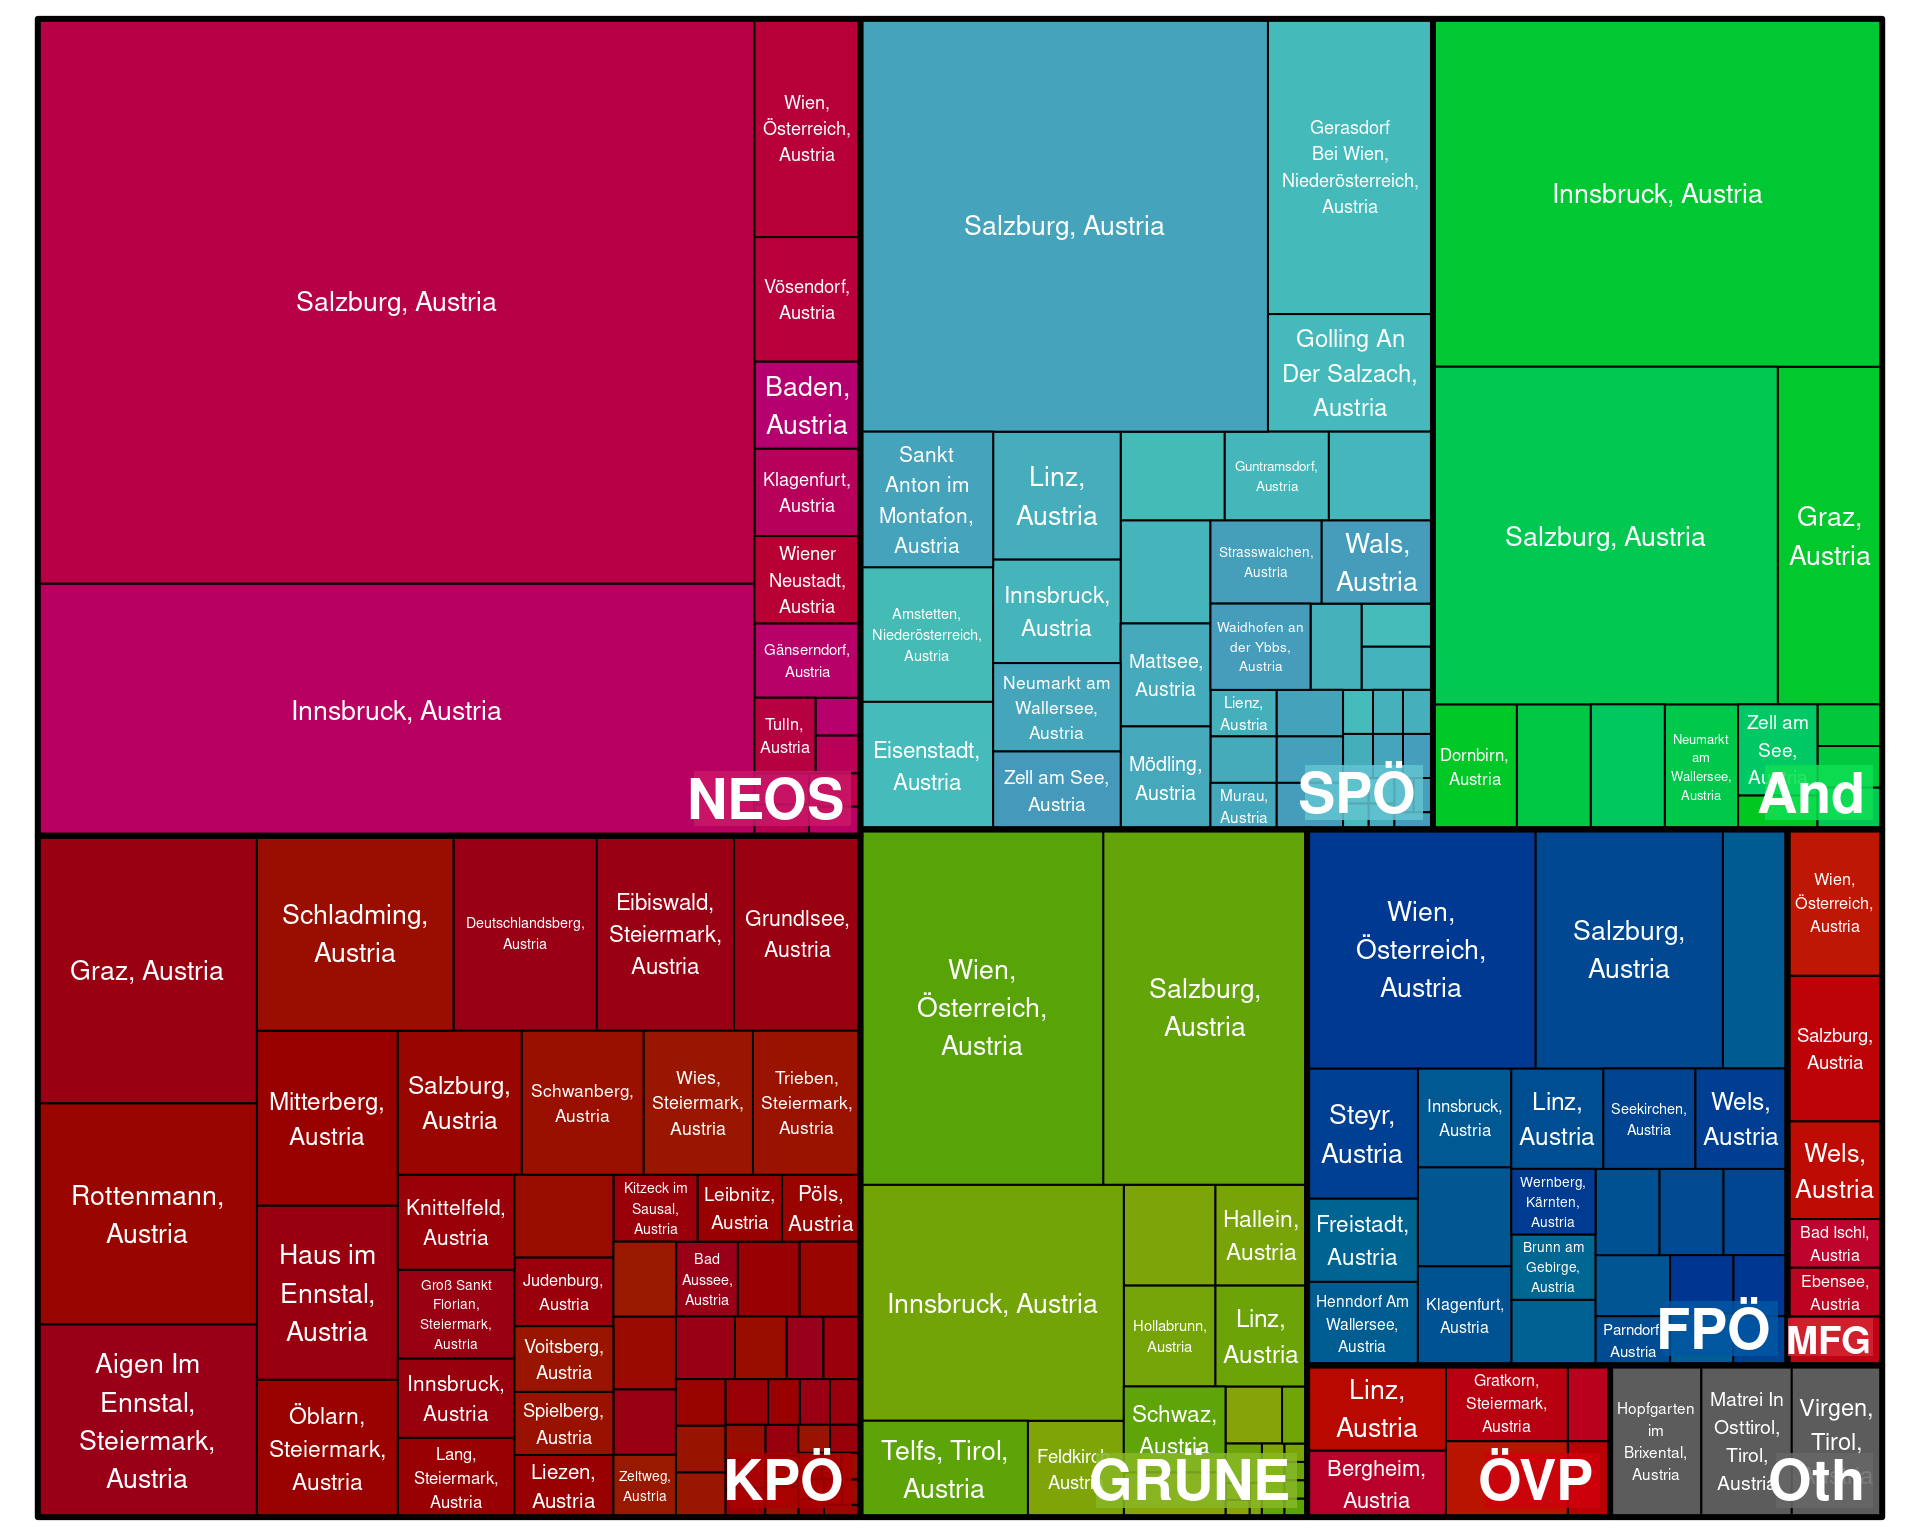 Salzburg, Austria
Innsbruck, Austria
Wien,
Österreich,
Austria
Vösendorf,
Austria
Baden,
Austria
Klagenfurt,
Austria
Wiener
Neustadt,
Austria
Gänserndorf,
Austria
Tulln,
Austria
NEOS
Salzburg, Austria
Gerasdorf
Bei Wien,
Niederösterreich,
Austria
Golling An
Der Salzach,
Austria
Sankt
Anton im
Montafon,
Austria
Amstetten,
Niederösterreich,
Austria
Eisenstadt,
Austria
Linz,
Austria
Innsbruck,
Austria
Neumarkt am
Wallersee,
Austria
Zell am See,
Austria
Guntramsdorf,
Austria
Mattsee,
Austria
Mödling,
Austria
Strasswalchen,
Austria
Wals,
Austria
Waidhofen an
der Ybbs,
Austria
Lienz,
Austria
Murau,
Austria
SPÖ
Innsbruck, Austria
Salzburg, Austria
Graz,
Austria
Dornbirn,
Austria
Neumarkt
am
Wallersee,
Austria
Zell am
See,
And
Graz, Austria
Rottenmann,
Austria
Aigen Im
Ennstal,
Steiermark,
Austria
Schladming,
Austria
Deutschlandsberg,
Austria
Eibiswald,
Steiermark,
Austria
Grundlsee,
Austria
Mitterberg,
Austria
Haus im
Ennstal,
Austria
Öblarn,
Steiermark,
Austria
Salzburg,
Austria
Schwanberg,
Austria
Wies,
Steiermark,
Austria
Trieben,
Steiermark,
Austria
Knittelfeld,
Austria
Groß Sankt
Florian,
Steiermark,
Austria
Innsbruck,
Austria
Lang,
Steiermark,
Austria
Judenburg,
Austria
Voitsberg,
Austria
Spielberg,
Austria
Liezen,
Austria
Kitzeck im
Sausal,
Austria
Leibnitz,
Austria
Pöls,
Austria
Bad
Aussee,
Austria
Zeltweg,
Austria
KPÖ
Wien,
Österreich,
Austria
Salzburg,
Austria
Innsbruck, Austria
Hallein,
Austria
Hollabrunn,
Austria
Linz,
Austria
Telfs, Tirol,
Austria
Feldkirch,
Austria
Schwaz,
Austria
GRÜNE
Wien,
Österreich,
Austria
Salzburg,
Austria
Steyr,
Austria
Freistadt,
Austria
Henndorf Am
Wallersee,
Austria
Innsbruck,
Austria
Klagenfurt,
Austria
Linz,
Austria
Seekirchen,
Austria
Wels,
Austria
Wernberg,
Kärnten,
Austria
Brunn am
Gebirge,
Austria
Parndorf,
Austria
FPÖ
Wien,
Österreich,
Austria
Salzburg,
Austria
Wels,
Austria
Bad Ischl,
Austria
Ebensee,
Austria
MFG
Linz,
Austria
Bergheim,
Austria
Gratkorn,
Steiermark,
Austria
ÖVP
Hopfgarten
im
Brixental,
Austria
Matrei In
Osttirol,
Tirol,
Austria
Virgen,
Tirol,
Oth